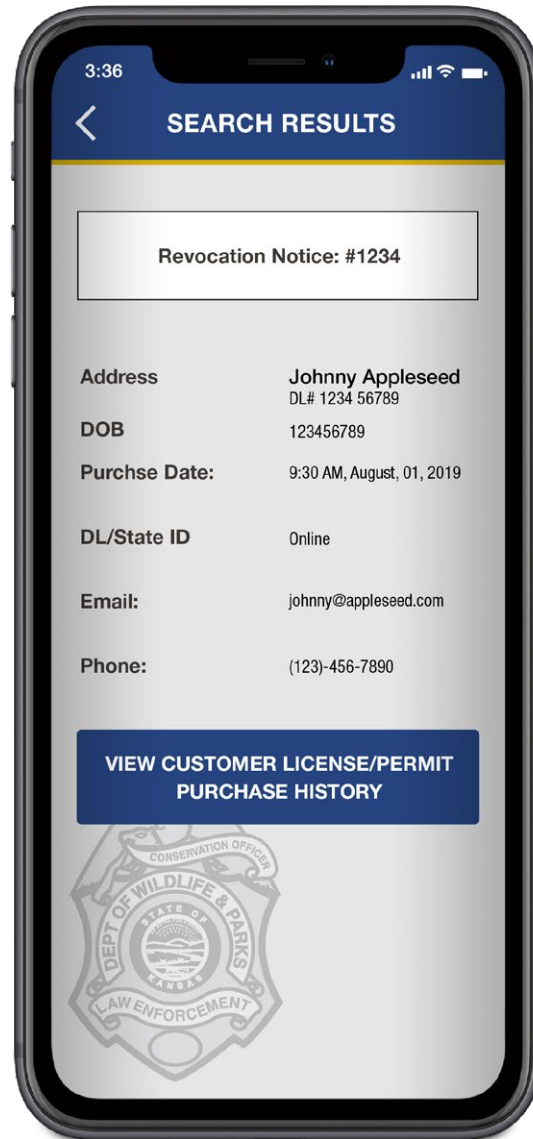 3:36
SEARCH RESULTS
Revocation Notice: #1234
Address Johnny Appleseed
DL# 1234 56789
DOB 123456789
Purchse Date: 9:30 AM, August, 01, 2019
DL/State ID Online
Email: johnny@appleseed.com
Phone: (123)-456-7890
VIEW CUSTOMER LICENSE/PERMIT
PURCHASE HISTORY
CONSERVATION OFFICER
DEPT OF WILDLIFE & PARKS
STATE OF
KANSAS
LAW ENFORCEMENT